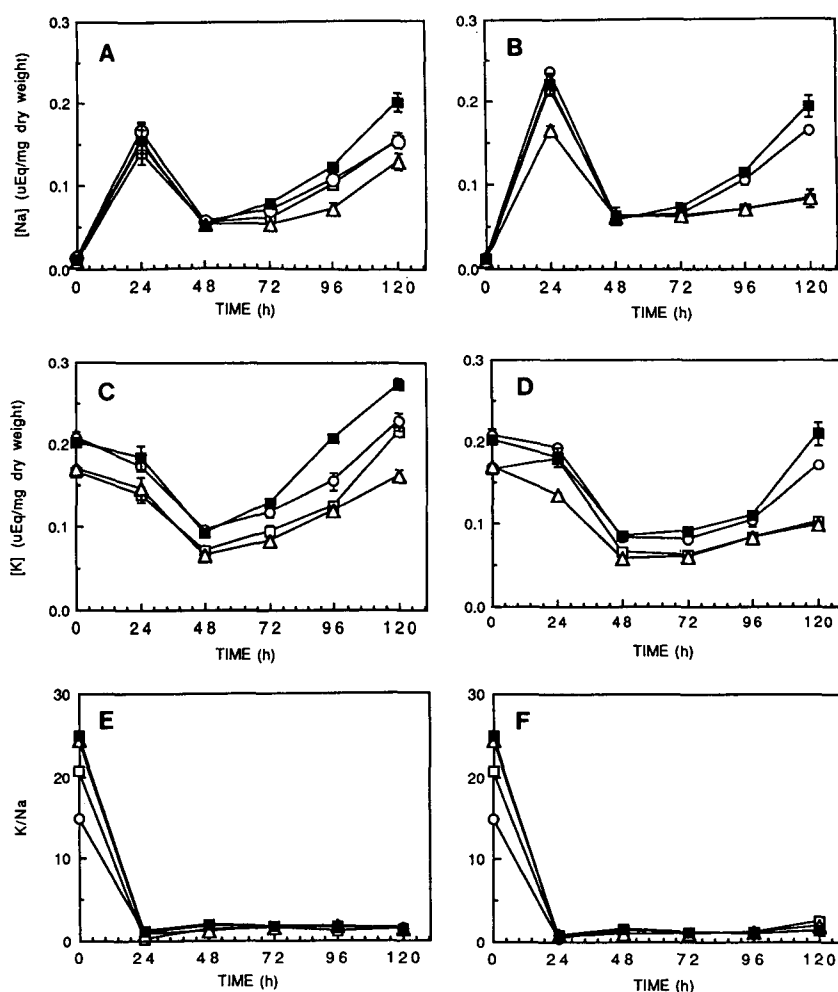 A
[Na] (uEq/mg dry weight)
0.3
0.2
0.1
0.0
0 24 48 72 96 120
TIME (h)
B
0.3
0.2
0.1
0.0
0 24 48 72 96 120
TIME (h)
C
[K] (uEq/mg dry weight)
0.3
0.2
0.1
0.0
0 24 48 72 96 120
TIME (h)
D
0.3
0.2
0.1
0.0
0 24 48 72 96 120
TIME (h)
E
K/Na
30
20
10
0
0 24 48 72 96 120
TIME (h)
F
30
20
10
0
0 24 48 72 96 120
TIME (h)